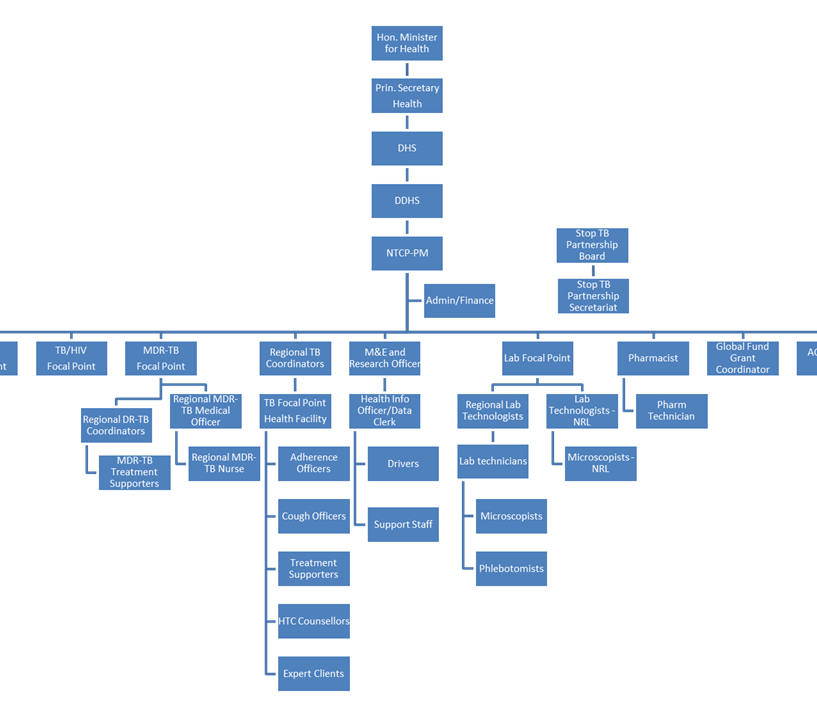 Hon. Minister
for Health
Prin. Secretary
Health
DHS
DDHS
NTCP-PM
Stop TB
Partnership
Board
Admin/Finance
Stop TB
Partnership
Secretariat
nt
TB/HIV
Focal Point
MDR-TB
Focal Point
Regional TB
Coordinators
M&E and
Research Officer
Lab Focal Point
Pharmacist
Global Fund
Grant
Coordinator
AC
Regional DR-TB
Coordinators
Regional MDR-
TB Medical
Officer
TB Focal Point
Health Facility
Health Info
Officer/Data
Clerk
Regional Lab
Technologists
Lab
Technologists -
NRL
Pharm
Technician
MDR-TB
Treatment
Supporters
Regional MDR-
TB Nurse
Adherence
Officers
Drivers
Lab technicians
Microscopists -
NRL
Cough Officers
Support Staff
Microscopists
Treatment
Supporters
Phlebotomists
HTC Counsellors
Expert Clients